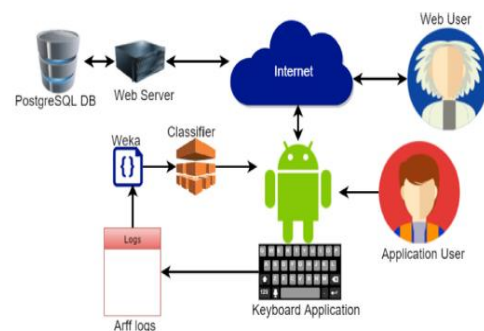 Web User
Internet
PostgreSQL DB
Web Server
Weka
Classifier
{}
Logs
Application User
Keyboard Application
Arff logs